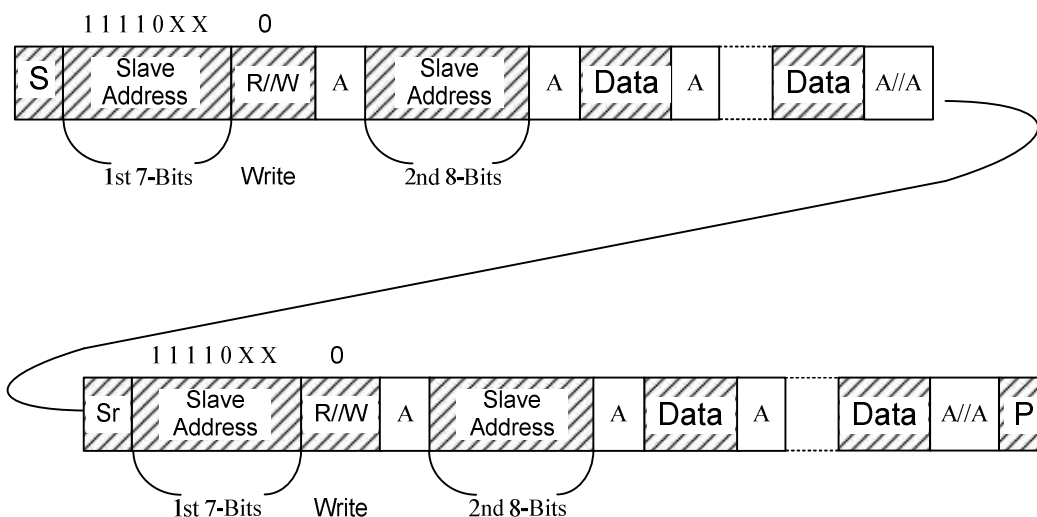 1 1 1 1 0 X X 0
S Slave Address R//W A Slave Address A Data A Data A//A
1st 7-Bits Write 2nd 8-Bits
1 1 1 1 0 X X 0
Sr Slave Address R//W A Slave Address A Data A Data A//A P
1st 7-Bits Write 2nd 8-Bits